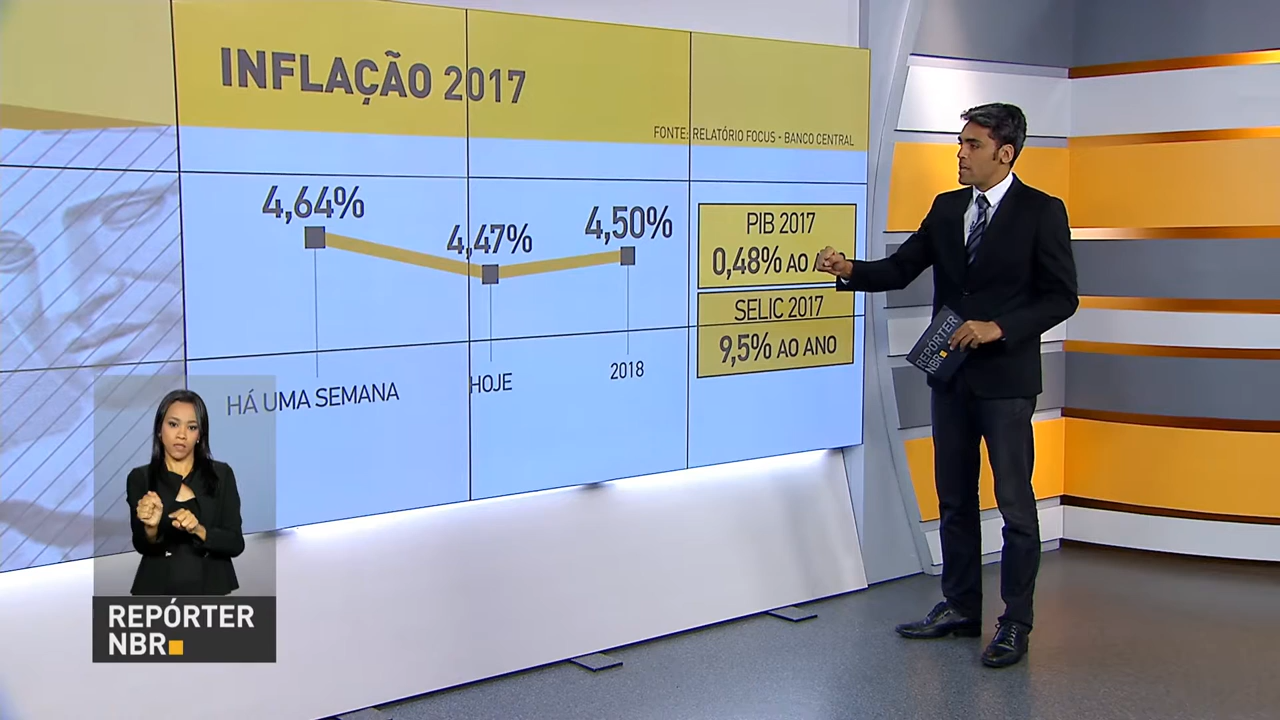 INFLAÇÃO 2017
FONTE: RELATÓRIO FOCUS - BANCO CENTRAL
4,64%
4,47%
4,50%
HÁ UMA SEMANA
HOJE
2018
PIB 2017
0,48% AO A
SELIC 2017
9,5% AO ANO
REPÓRTER
NBR
REPÓRTER
NBR